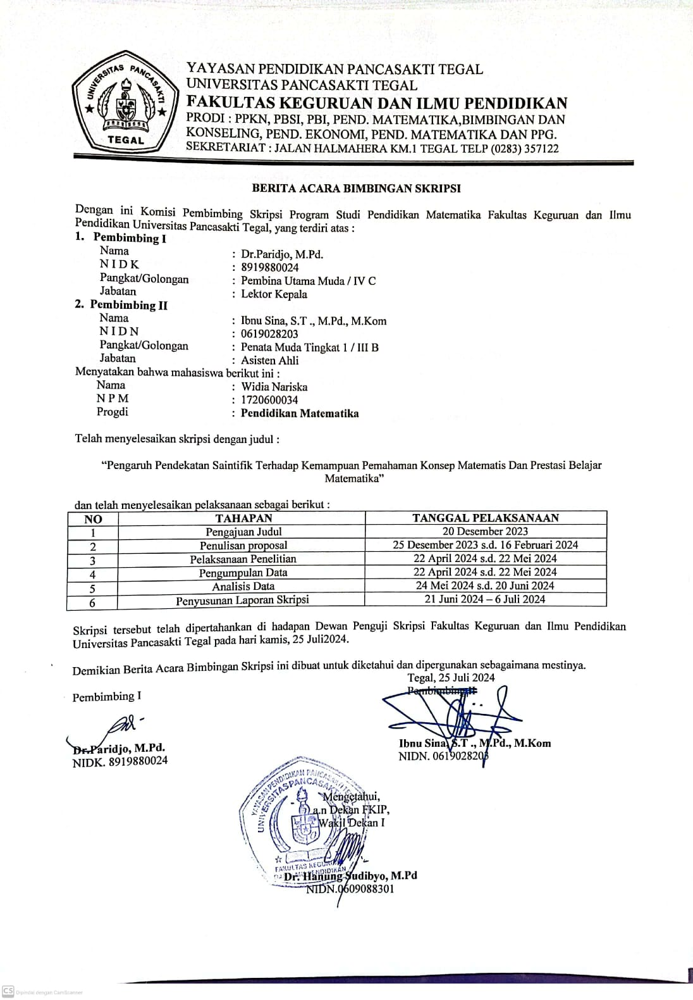 UNIVERSITAS PANCASAKTI
TEGAL
YAYASAN PENDIDIKAN PANCASAKTI TEGAL
UNIVERSITAS PANCASAKTI TEGAL
FAKULTAS KEGURUAN DAN ILMU PENDIDIKAN
PRODI : PPKN, PBSI, PBI, PEND. MATEMATIKA,BIMBINGAN DAN
KONSELING, PEND. EKONOMI, PEND. MATEMATIKA DAN PPG.
SEKRETARIAT : JALAN HALMAHERA KM.1 TEGAL TELP (0283) 357122
BERITA ACARA BIMBINGAN SKRIPSI
Dengan ini Komisi Pembimbing Skripsi Program Studi Pendidikan Matematika Fakultas Keguruan dan Ilmu
Pendidikan Universitas Pancasakti Tegal, yang terdiri atas :
1. Pembimbing I
Nama : Dr.Paridjo, M.Pd.
N I D K : 8919880024
Pangkat/Golongan : Pembina Utama Muda / IV C
Jabatan : Lektor Kepala
2. Pembimbing II
Nama : Ibnu Sina, S.T ., M.Pd., M.Kom
N I D N : 0619028203
Pangkat/Golongan : Penata Muda Tingkat 1 / III B
Jabatan : Asisten Ahli
Menyatakan bahwa mahasiswa berikut ini :
Nama : Widia Nariska
N P M : 1720600034
Progdi : Pendidikan Matematika
Telah menyelesaikan skripsi dengan judul :
“Pengaruh Pendekatan Saintifik Terhadap Kemampuan Pemahaman Konsep Matematis Dan Prestasi Belajar
Matematika”
dan telah menyelesaikan pelaksanaan sebagai berikut :
NO TAHAPAN TANGGAL PELAKSANAAN
1 Pengajuan Judul 20 Desember 2023
2 Penulisan proposal 25 Desember 2023 s.d. 16 Februari 2024
3 Pelaksanaan Penelitian 22 April 2024 s.d. 22 Mei 2024
4 Pengumpulan Data 22 April 2024 s.d. 22 Mei 2024
5 Analisis Data 24 Mei 2024 s.d. 20 Juni 2024
6 Penyusunan Laporan Skripsi 21 Juni 2024 – 6 Juli 2024
Skripsi tersebut telah dipertahankan di hadapan Dewan Penguji Skripsi Fakultas Keguruan dan Ilmu Pendidikan
Universitas Pancasakti Tegal pada hari kamis, 25 Juli2024.
Demikian Berita Acara Bimbingan Skripsi ini dibuat untuk diketahui dan dipergunakan sebagaimana mestinya.
Tegal, 25 Juli 2024
Pembimbing I
Pembimbing II
Dr.Paridjo, M.Pd.
NIDK. 8919880024
Ibnu Sina, S.T ., M.Pd., M.Kom
NIDN. 0619028203
YAYASAN PENDIDIKAN PANCASAKTI
UNIVERSITAS PANCASAKTI
Mengetahui,
a.n Dekan FKIP,
Wakil Dekan I
FAKULTAS KEGURUAN
PENDIDIKAN
Dr. Hanung Sudibyo, M.Pd
NIDN.0609088301
CS Dipindai dengan CamScanner